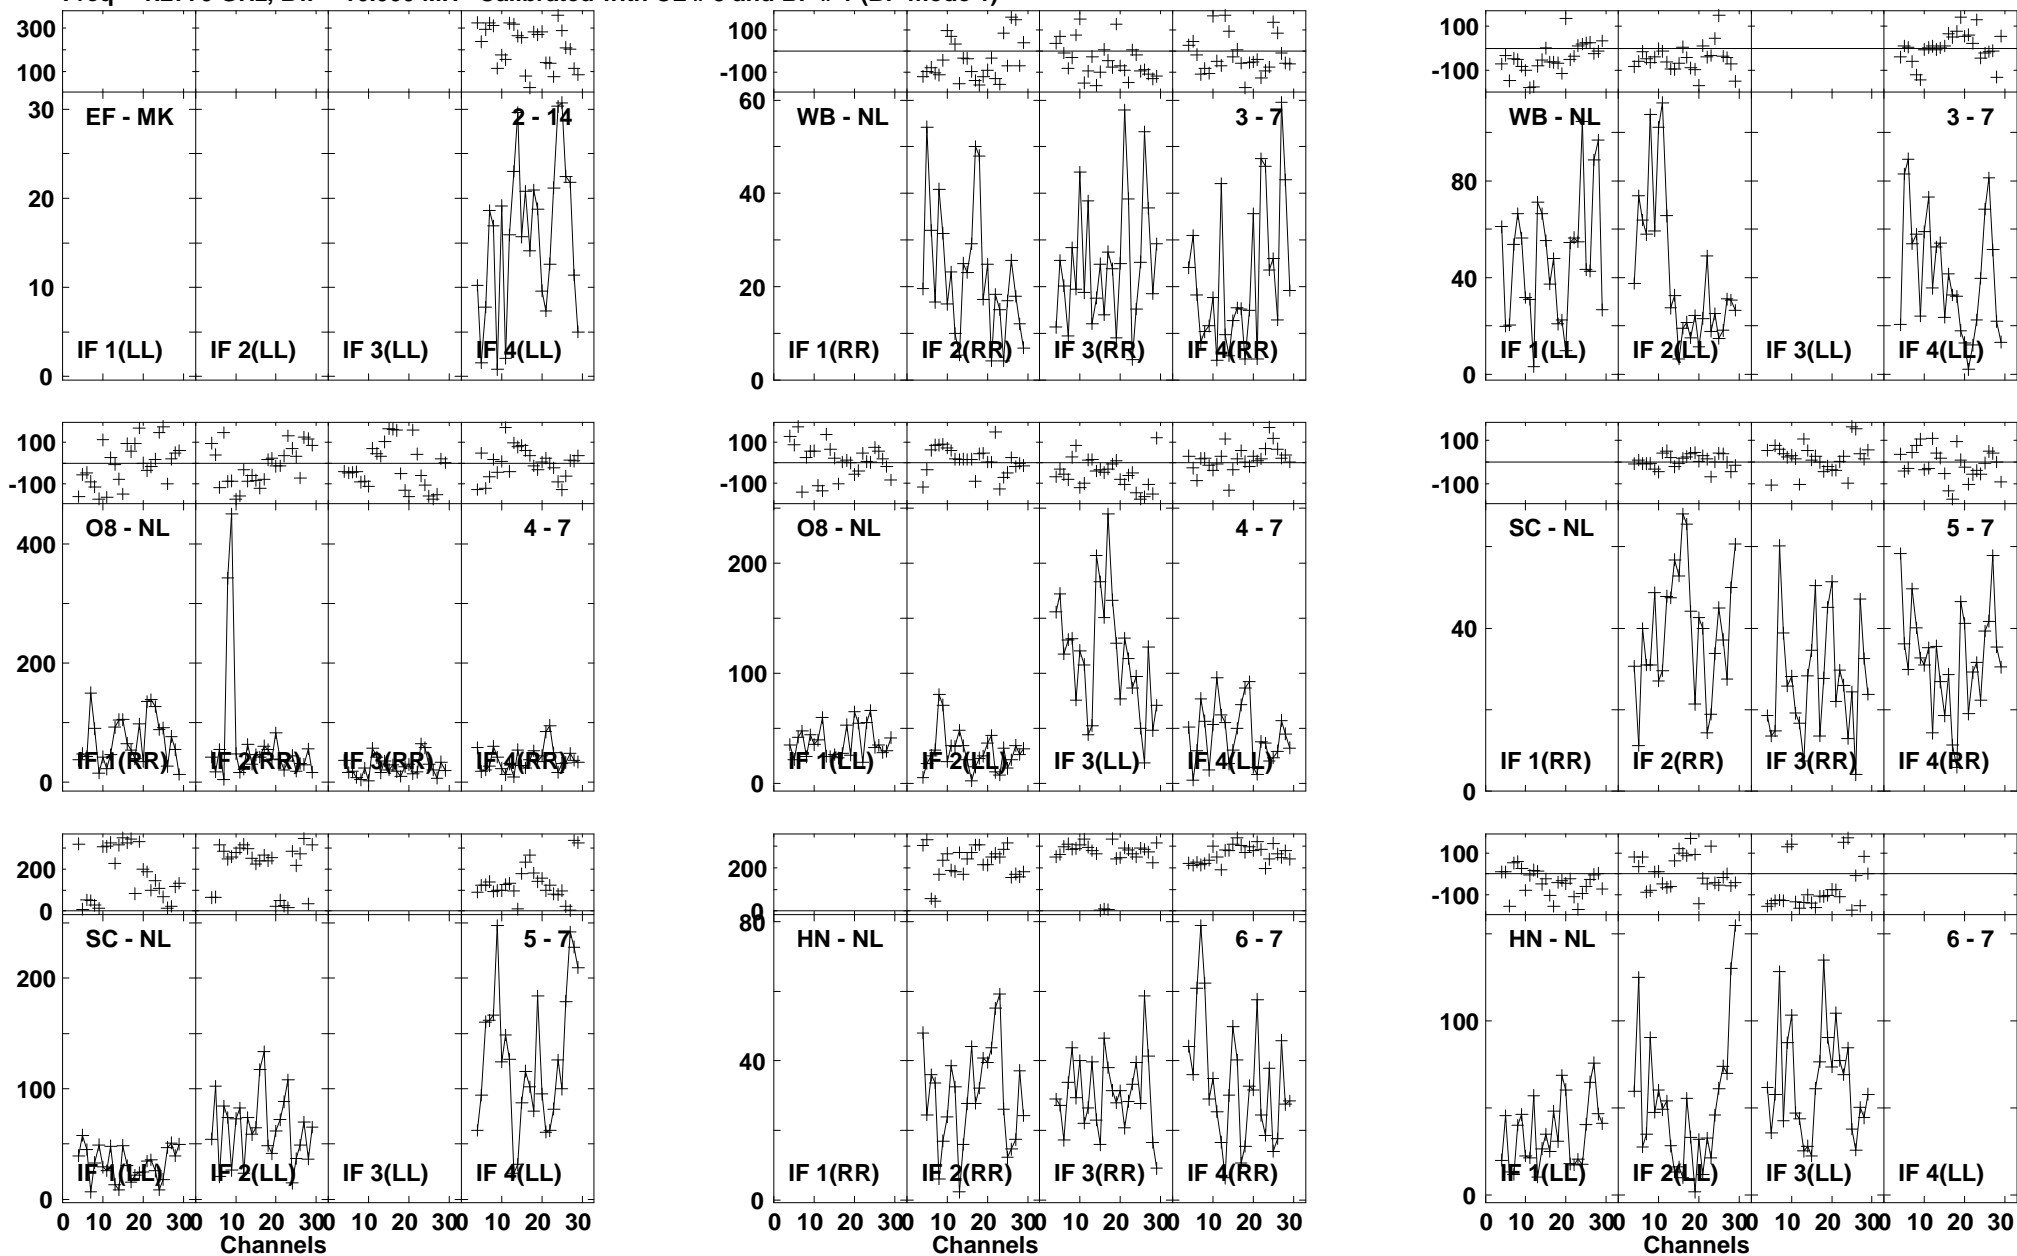 300
100
EF - MK
2 - 14
30
20
10
0
IF 1(LL)
IF 2(LL)
IF 3(LL)
IF 4(LL)
100
-100
WB - NL
3 - 7
60
40
20
0
IF 1(RR)
IF 2(RR)
IF 3(RR)
IF 4(RR)
100
-100
WB - NL
3 - 7
80
40
0
IF 1(LL)
IF 2(LL)
IF 3(LL)
IF 4(LL)
100
-100
O8 - NL
4 - 7
400
200
0
IF 1(RR)
IF 2(RR)
IF 3(RR)
IF 4(RR)
100
-100
O8 - NL
4 - 7
200
100
0
IF 1(LL)
IF 2(LL)
IF 3(LL)
IF 4(LL)
100
-100
SC - NL
5 - 7
40
0
IF 1(RR)
IF 2(RR)
IF 3(RR)
IF 4(RR)
200
0
SC - NL
5 - 7
200
100
0
IF 1(LL)
IF 2(LL)
IF 3(LL)
IF 4(LL)
0 10 20 30 0 10 20 30 0 10 20 30 0 10 20 30
Channels
200
0
HN - NL
6 - 7
80
40
0
IF 1(RR)
IF 2(RR)
IF 3(RR)
IF 4(RR)
0 10 20 30 0 10 20 30 0 10 20 30 0 10 20 30
Channels
100
-100
HN - NL
6 - 7
100
0
IF 1(LL)
IF 2(LL)
IF 3(LL)
IF 4(LL)
0 10 20 30 0 10 20 30 0 10 20 30 0 10 20 30
Channels